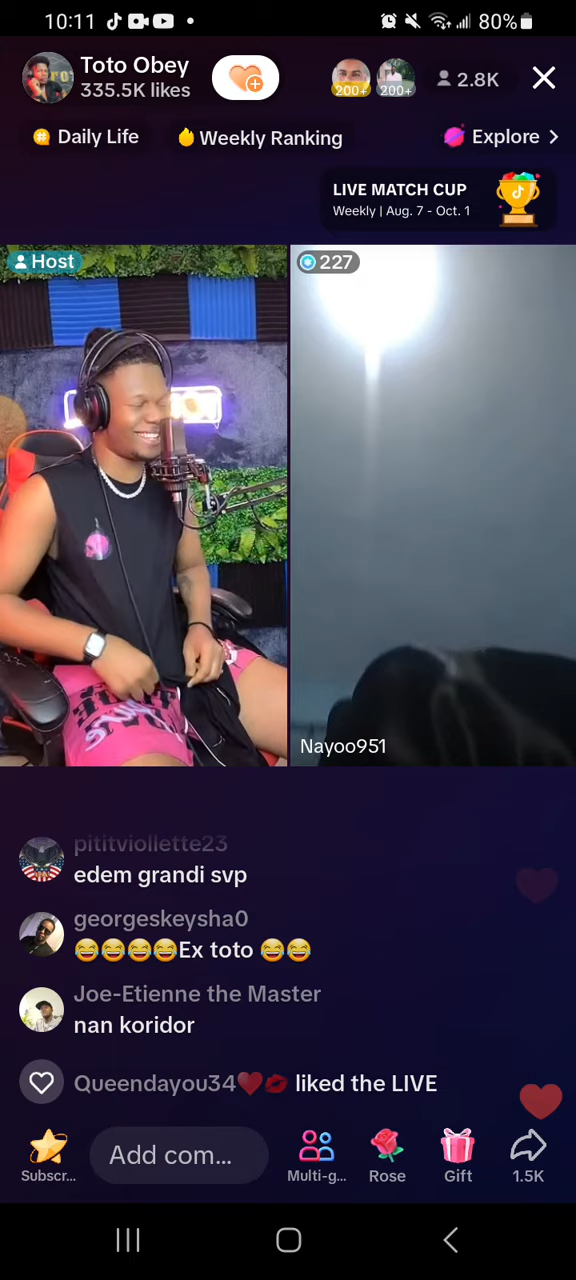 10:11
80%
Toto Obey
335.5K likes
200+
200+
2.8K
Daily Life
Weekly Ranking
Explore
LIVE MATCH CUP
Weekly | Aug. 7 - Oct. 1
Host
227
Nayoo951
pititviollette23
edem grandi svp
georgeskeysha0
😂😂😂😂Ex toto 😂😂
Joe-Etienne the Master
nan koridor
Queendayou34❤️💋 liked the LIVE
Subscr...
Add com...
Multi-g...
Rose
Gift
1.5K